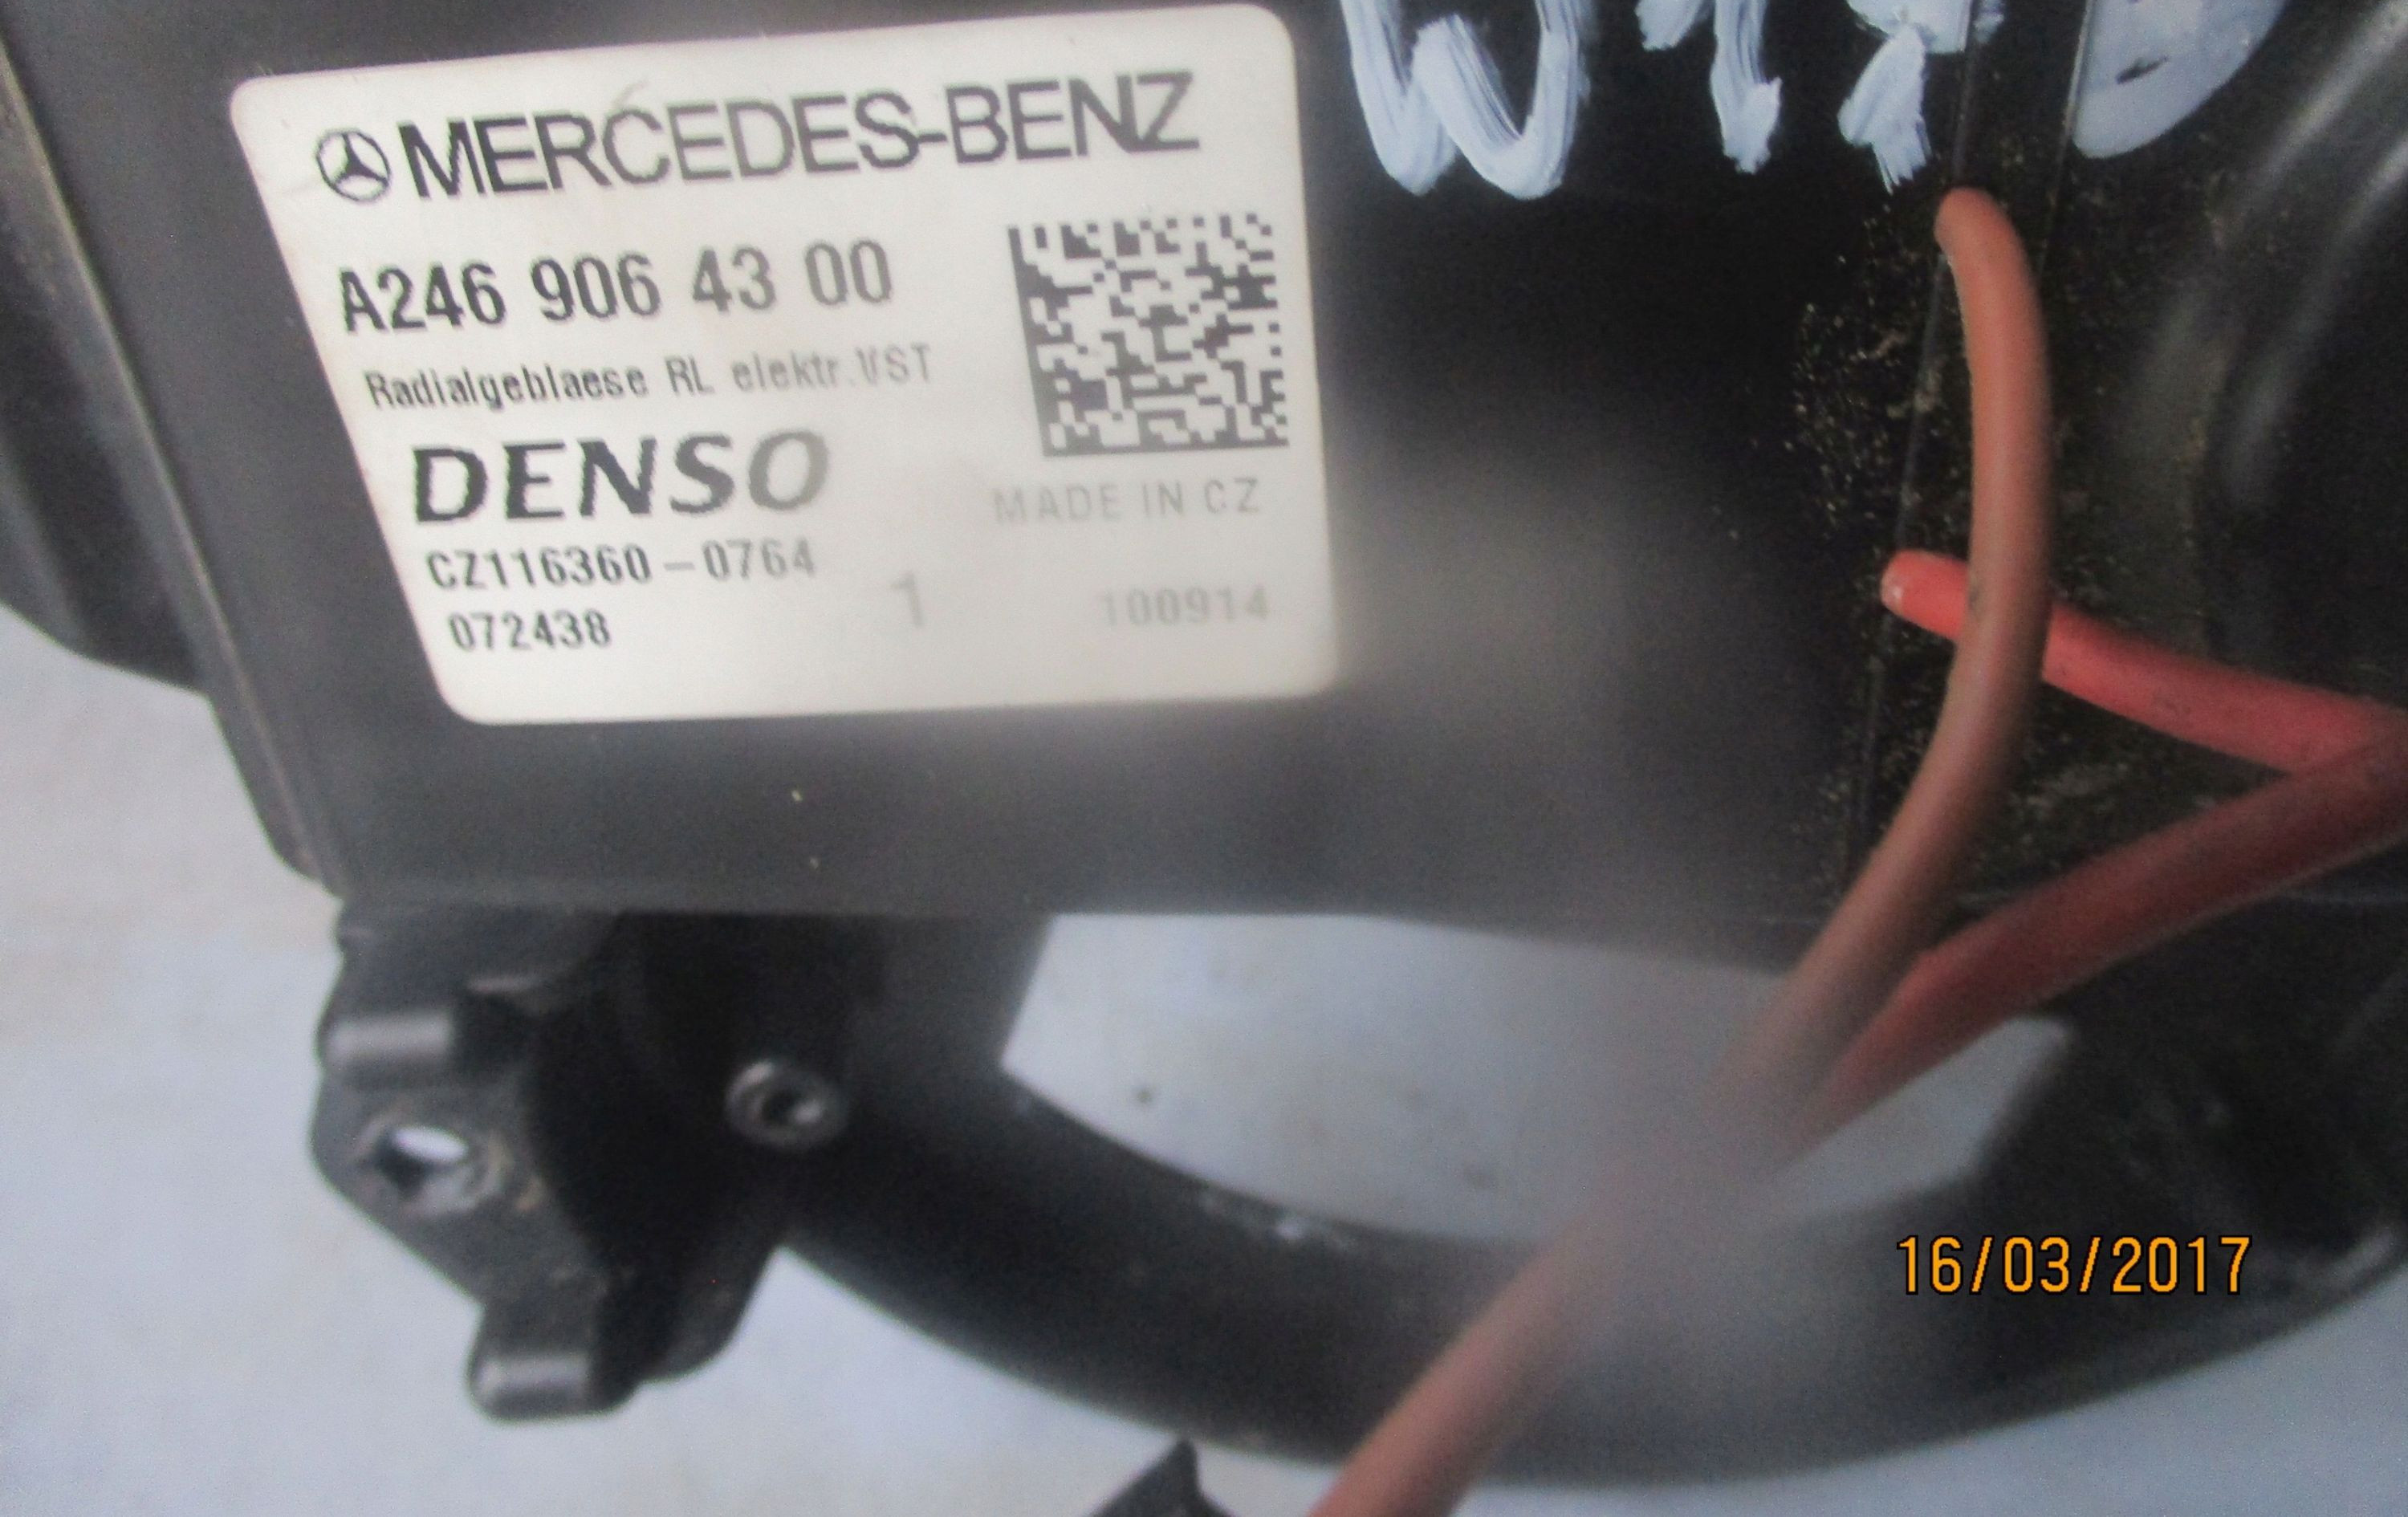 MERCEDES-BENZ
A246 906 43 00
Radialgeblaese RL elektr. VST
DENSO
MADE IN CZ
CZ116360-0764
072438 1 100914
16/03/2017